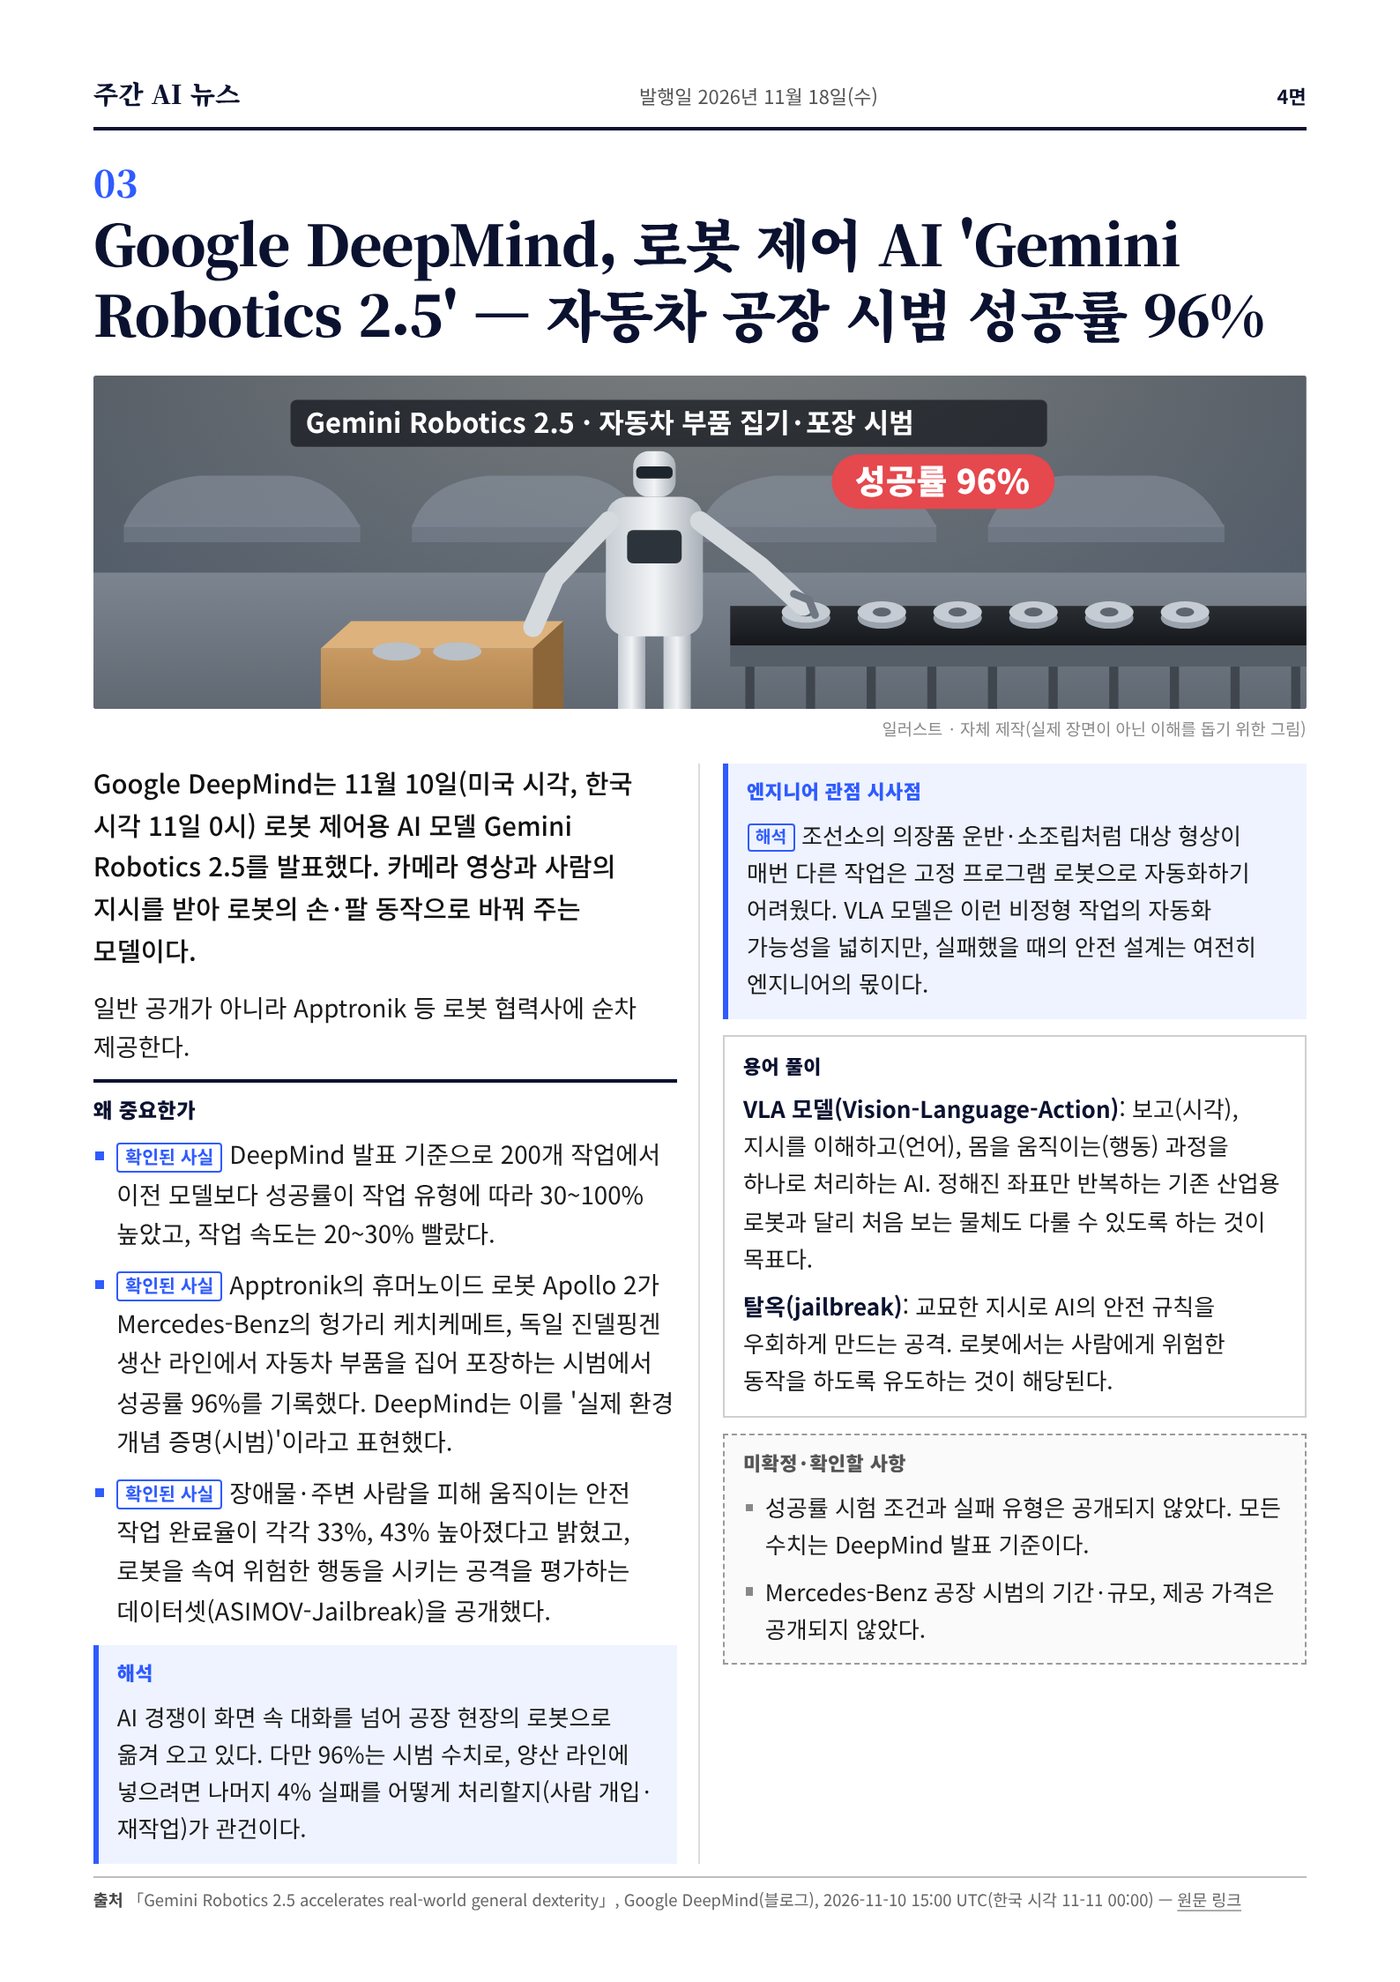 주간 AI 뉴스
발행일 2026년 11월 18일(수)
4면
03
Google DeepMind, 로봇 제어 AI 'Gemini
Robotics 2.5' — 자동차 공장 시범 성공률 96%
Gemini Robotics 2.5 · 자동차 부품 집기·포장 시범
성공률 96%
일러스트 · 자체 제작(실제 장면이 아닌 이해를 돕기 위한 그림)
Google DeepMind는 11월 10일(미국 시각, 한국
시각 11일 0시) 로봇 제어용 AI 모델 Gemini
Robotics 2.5를 발표했다. 카메라 영상과 사람의
지시를 받아 로봇의 손·팔 동작으로 바꿔 주는
모델이다.
일반 공개가 아니라 Apptronik 등 로봇 협력사에 순차
제공한다.
왜 중요한가
확인된 사실 DeepMind 발표 기준으로 200개 작업에서
이전 모델보다 성공률이 작업 유형에 따라 30~100%
높았고, 작업 속도는 20~30% 빨랐다.
확인된 사실 Apptronik의 휴머노이드 로봇 Apollo 2가
Mercedes-Benz의 헝가리 케치케메트, 독일 진델핑겐
생산 라인에서 자동차 부품을 집어 포장하는 시범에서
성공률 96%를 기록했다. DeepMind는 이를 '실제 환경
개념 증명(시범)'이라고 표현했다.
확인된 사실 장애물·주변 사람을 피해 움직이는 안전
작업 완료율이 각각 33%, 43% 높아졌다고 밝혔고,
로봇을 속여 위험한 행동을 시키는 공격을 평가하는
데이터셋(ASIMOV-Jailbreak)을 공개했다.
해석
AI 경쟁이 화면 속 대화를 넘어 공장 현장의 로봇으로
옮겨 오고 있다. 다만 96%는 시범 수치로, 양산 라인에
넣으려면 나머지 4% 실패를 어떻게 처리할지(사람 개입·
재작업)가 관건이다.
엔지니어 관점 시사점
해석 조선소의 의장품 운반·소조립처럼 대상 형상이
매번 다른 작업은 고정 프로그램 로봇으로 자동화하기
어려웠다. VLA 모델은 이런 비정형 작업의 자동화
가능성을 넓히지만, 실패했을 때의 안전 설계는 여전히
엔지니어의 몫이다.
용어 풀이
VLA 모델(Vision-Language-Action): 보고(시각),
지시를 이해하고(언어), 몸을 움직이는(행동) 과정을
하나로 처리하는 AI. 정해진 좌표만 반복하는 기존 산업용
로봇과 달리 처음 보는 물체도 다룰 수 있도록 하는 것이
목표다.
탈옥(jailbreak): 교묘한 지시로 AI의 안전 규칙을
우회하게 만드는 공격. 로봇에서는 사람에게 위험한
동작을 하도록 유도하는 것이 해당된다.
미확정·확인할 사항
성공률 시험 조건과 실패 유형은 공개되지 않았다. 모든
수치는 DeepMind 발표 기준이다.
Mercedes-Benz 공장 시범의 기간·규모, 제공 가격은
공개되지 않았다.
출처 「Gemini Robotics 2.5 accelerates real-world general dexterity」, Google DeepMind(블로그), 2026-11-10 15:00 UTC(한국 시각 11-11 00:00) — 원문 링크